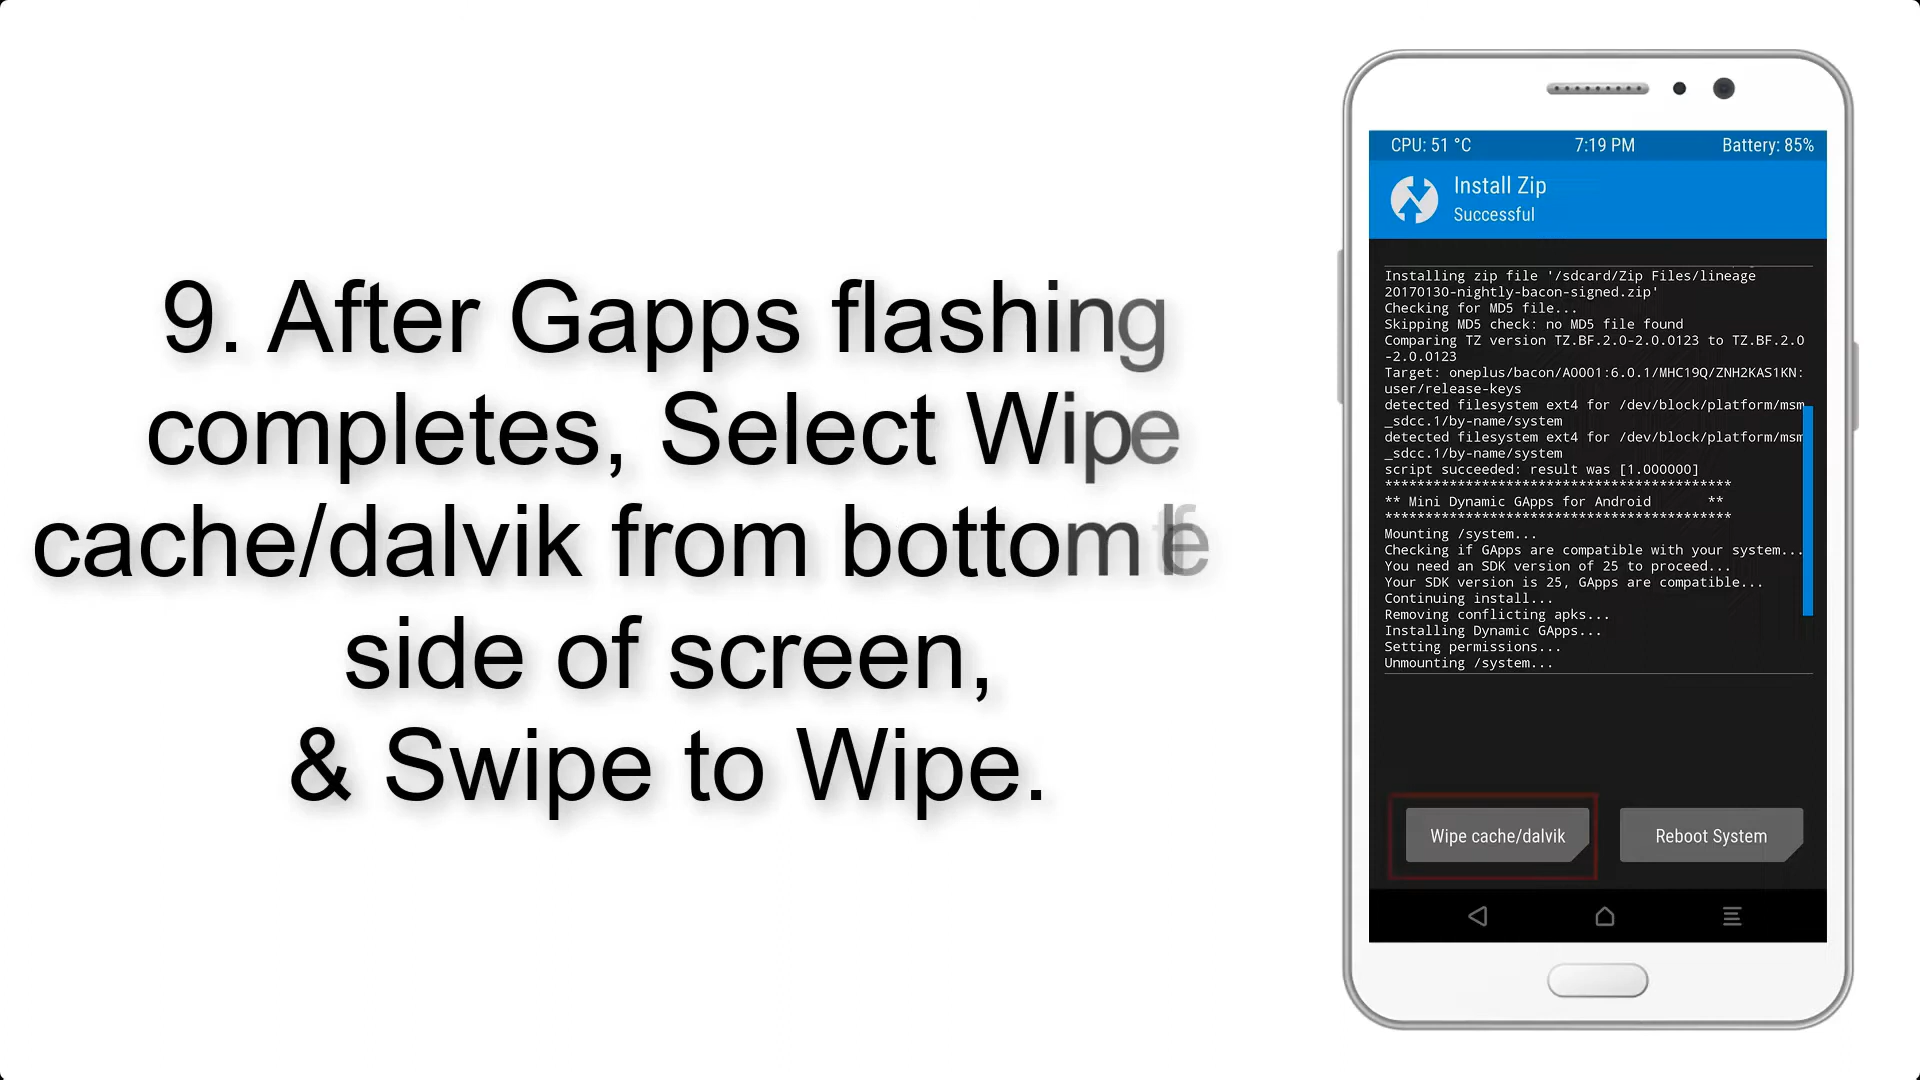 9. After Gapps flashing
completes, Select Wipe
cache/dalvik from bottom
side of screen,
& Swipe to Wipe.
CPU: 51 °C 7:19 PM Battery: 85%
Install Zip
Successful
Installing zip file '/sdcard/Zip Files/lineage
20170130-nightly-bacon-signed.zip'
Checking for MD5 file...
Skipping MD5 check: no MD5 file found
Comparing TZ version TZ.BF.2.0-2.0.0123 to TZ.BF.2.0
-2.0.0123
Target: oneplus/bacon/A0001:6.0.1/MHC19Q/ZNH2KAS1KN:
user/release-keys
detected filesystem ext4 for /dev/block/platform/msm
_sdcc.1/by-name/system
detected filesystem ext4 for /dev/block/platform/msm
_sdcc.1/by-name/system
script succeeded: result was [1.000000]
******************************************
** Mini Dynamic GApps for Android **
******************************************
Mounting /system...
Checking if GApps are compatible with your system...
You need an SDK version of 25 to proceed...
Your SDK version is 25, GApps are compatible...
Continuing install...
Removing conflicting apks...
Installing Dynamic GApps...
Setting permissions...
Unmounting /system...
Wipe cache/dalvik Reboot System